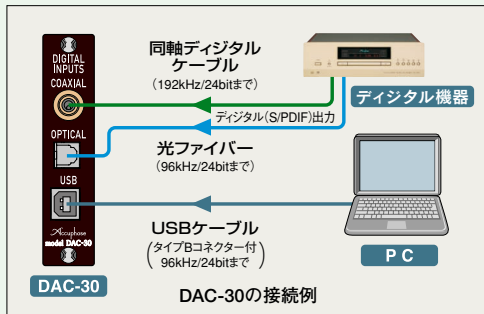 DIGITAL
INPUTS
COAXIAL
OPTICAL
USB
Accuphase
model DAC-30
DAC-30
同軸ディジタル
ケーブル
(192kHz/24bitまで)
ディジタル(S/PDIF)出力
光ファイバー
(96kHz/24bitまで)
USBケーブル
(タイプBコネクター付
96kHz/24bitまで)
ディジタル機器
PC
DAC-30の接続例